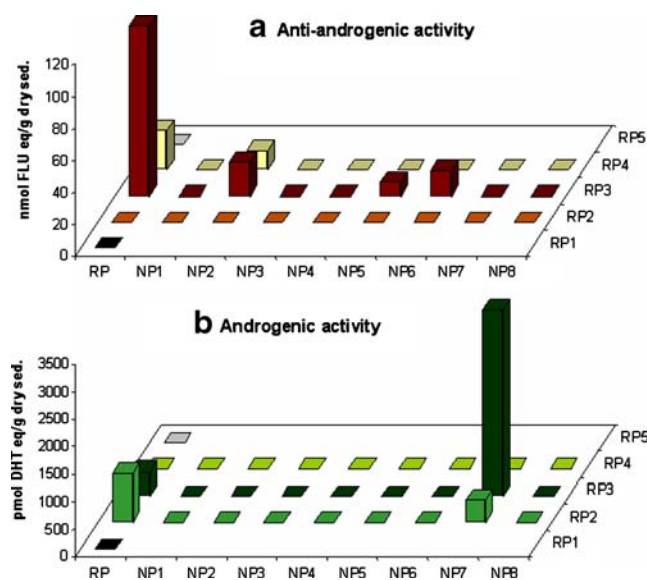 a Anti-androgenic activity
nmol FLU eq/g dry sed.
120
100
80
60
40
20
0
RP NP1 NP2 NP3 NP4 NP5 NP6 NP7 NP8
RP5
RP4
RP3
RP2
RP1
b Androgenic activity
pmol DHT eq/g dry sed.
3500
3000
2500
2000
1500
1000
500
0
RP NP1 NP2 NP3 NP4 NP5 NP6 NP7 NP8
RP5
RP4
RP3
RP2
RP1